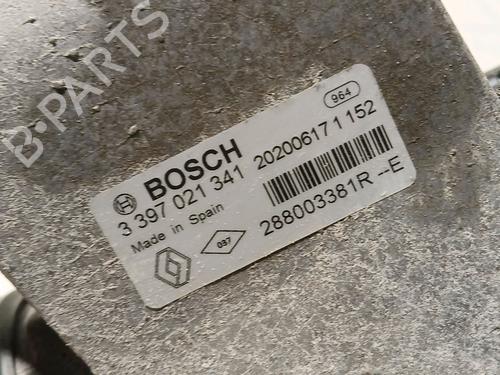 B-PARTS
964
BOSCH
202006171152
3 397 021 341
Made in Spain
037
288003381R --E